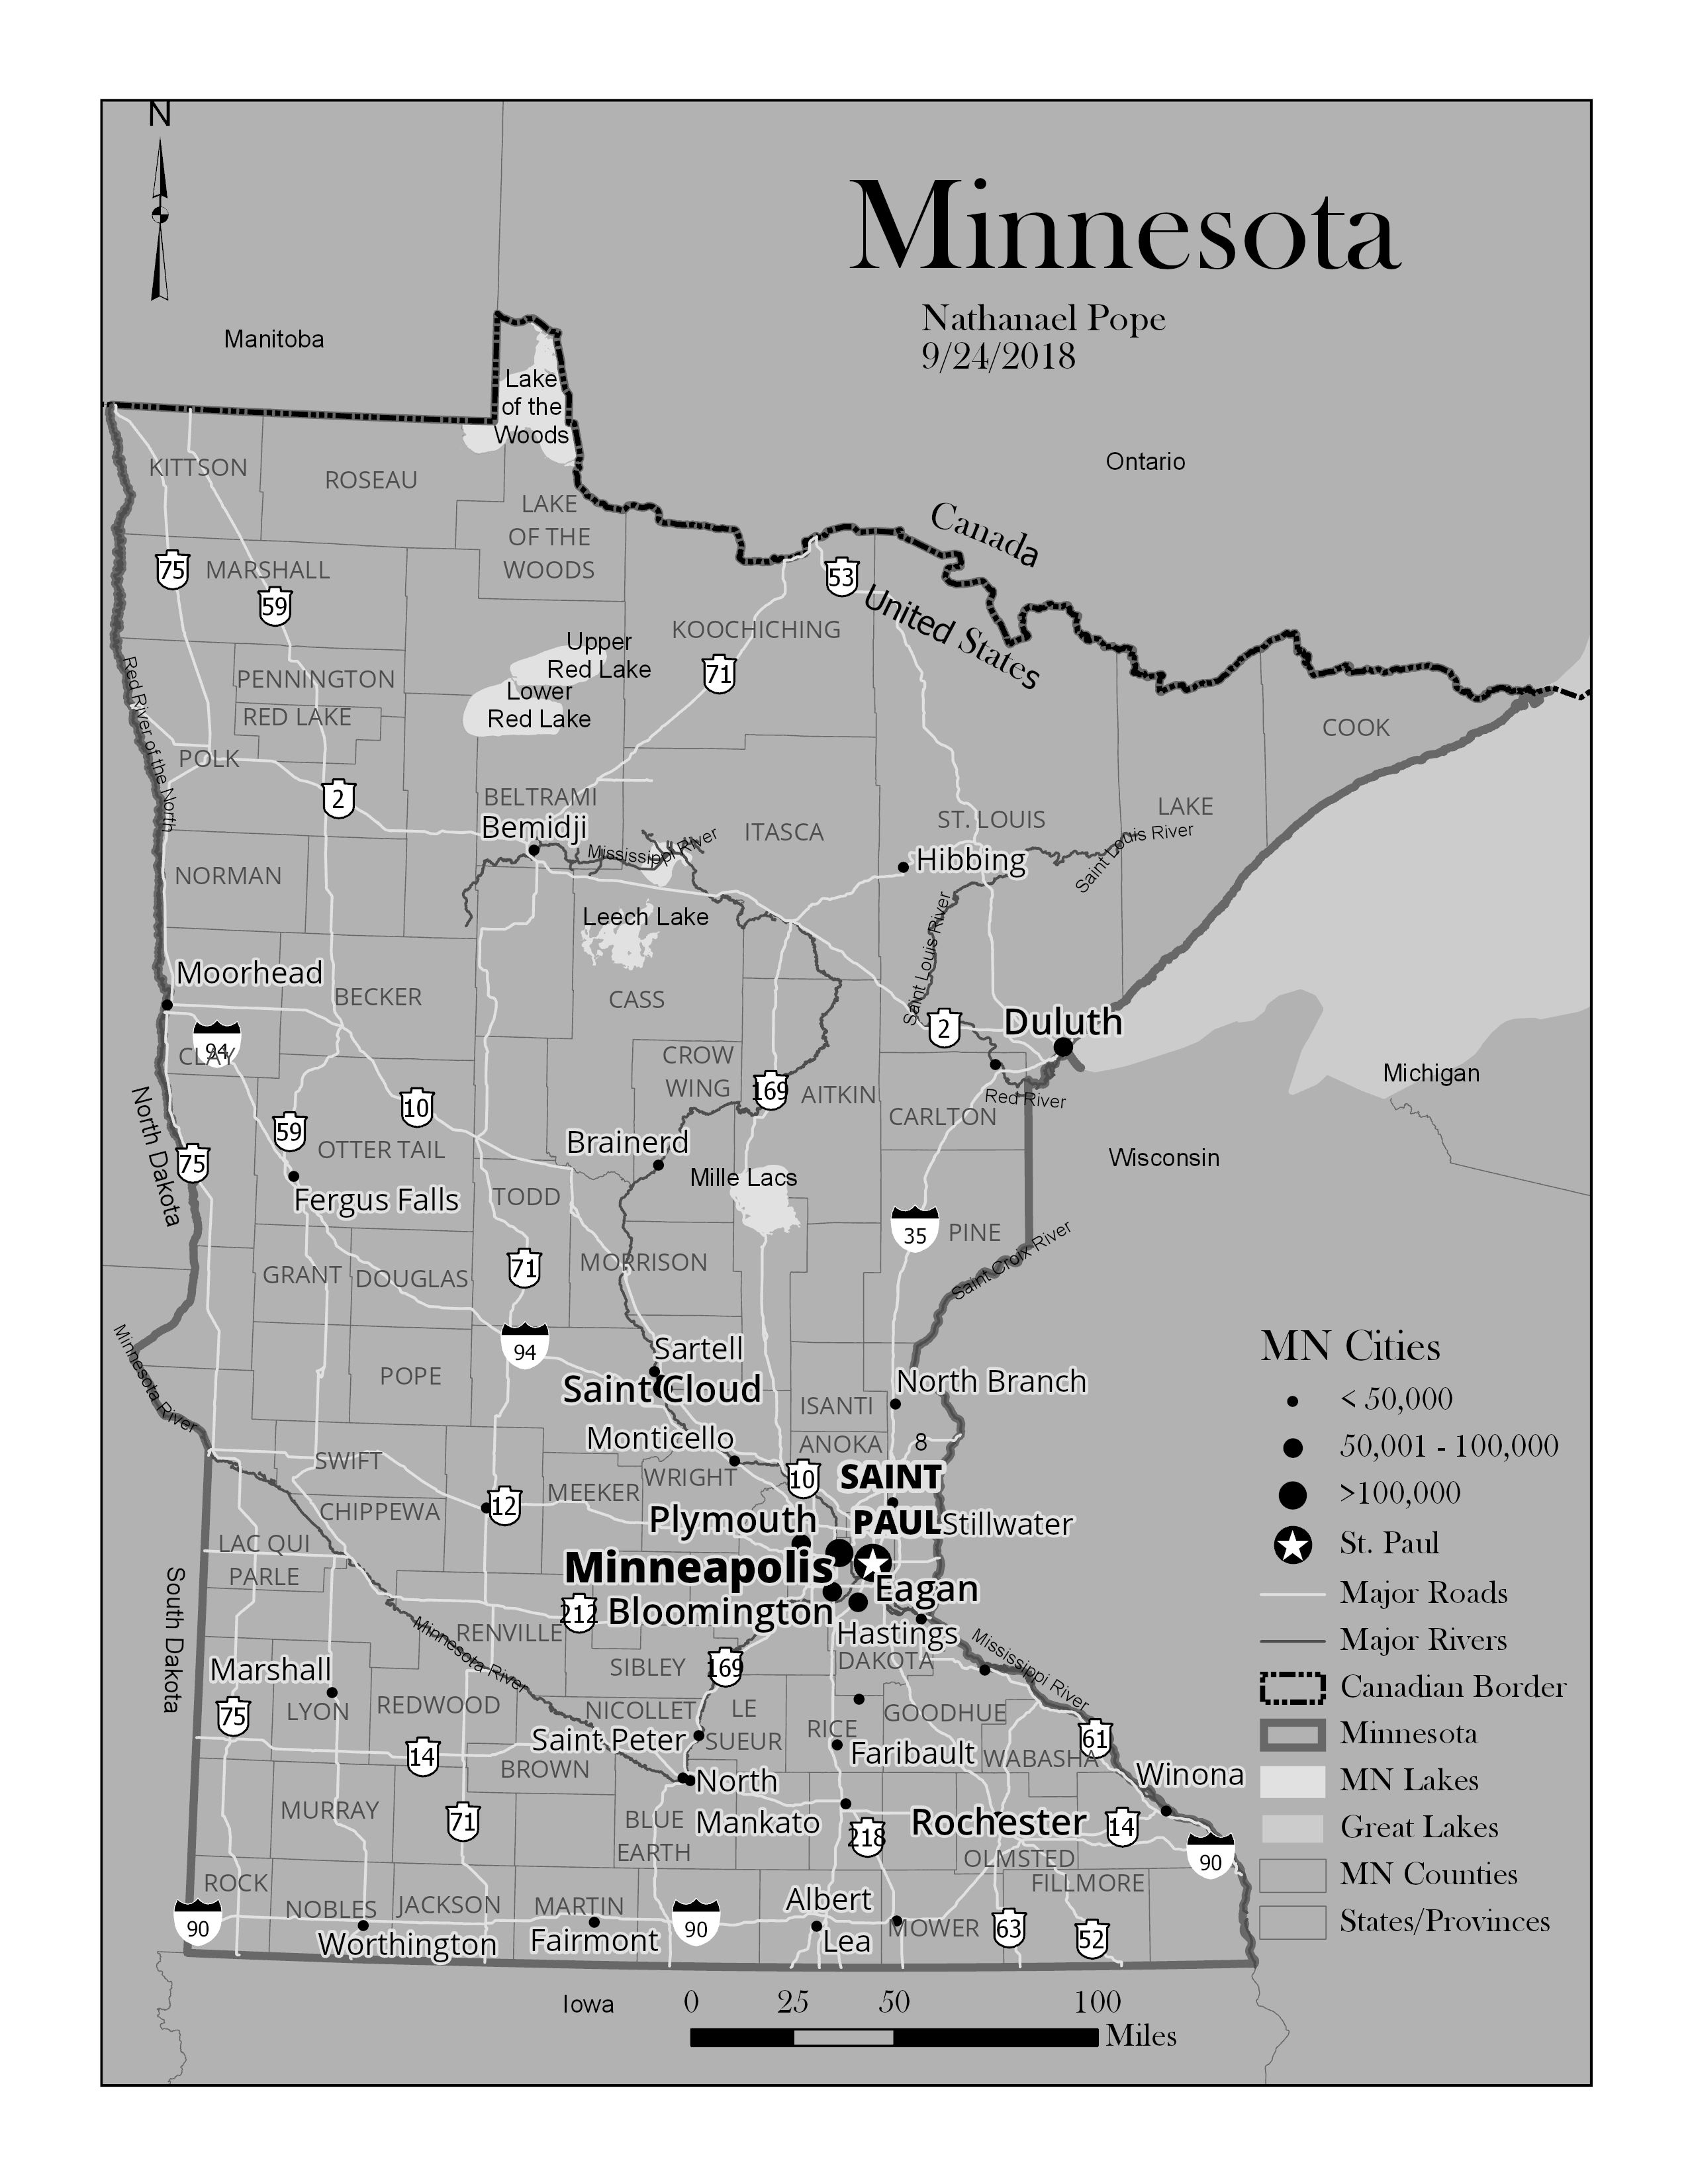 N
Minnesota
Nathanael Pope
9/24/2018
Manitoba
Lake
of the
Woods
Ontario
KITTSON
ROSEAU
LAKE
OF THE
WOODS
Canada
United States
75
MARSHALL
59
53
KOOCHICHING
71
Upper
Red Lake
Lower
Red Lake
Red River of the North
PENNINGTON
RED LAKE
POLK
2
COOK
BELTRAMI
Bemidji
Mississippi River
ITASCA
ST. LOUIS
LAKE
Saint Louis River
Hibbing
NORMAN
Leech Lake
Saint Louis River
Moorhead
BECKER
CASS
94
CLAY
2
Duluth
CROW
WING
169
AITKIN
Michigan
Red River
CARLTON
North Dakota
10
59
75
OTTER TAIL
Brainerd
Mille Lacs
Wisconsin
Fergus Falls
TODD
35
PINE
Saint Croix River
MORRISON
71
GRANT
DOUGLAS
Minnesota River
94
Sartell
POPE
Saint Cloud
North Branch
ISANTI
Monticello
ANOKA
8
SWIFT
WRIGHT
10
SAINT
PAUL
MEEKER
12
CHIPPEWA
Plymouth
Stillwater
LAC QUI
PARLE
Minneapolis
Eagan
South Dakota
212
Bloomington
Minnesota River
RENVILLE
Hastings
Mississippi River
Marshall
SIBLEY
169
DAKOTA
75
LYON
REDWOOD
NICOLLET
LE
SUEUR
RICE
GOODHUE
61
14
Saint Peter
Faribault
WABASHA
BROWN
North
Mankato
Winona
MURRAY
71
BLUE
EARTH
218
Rochester
14
90
OLMSTED
ROCK
FILLMORE
90
NOBLES
JACKSON
MARTIN
90
Albert
Lea
MOWER
63
52
Worthington
Fairmont
Iowa
0 25 50 100
Miles
MN Cities
< 50,000
50,001 - 100,000
>100,000
St. Paul
Major Roads
Major Rivers
Canadian Border
Minnesota
MN Lakes
Great Lakes
MN Counties
States/Provinces